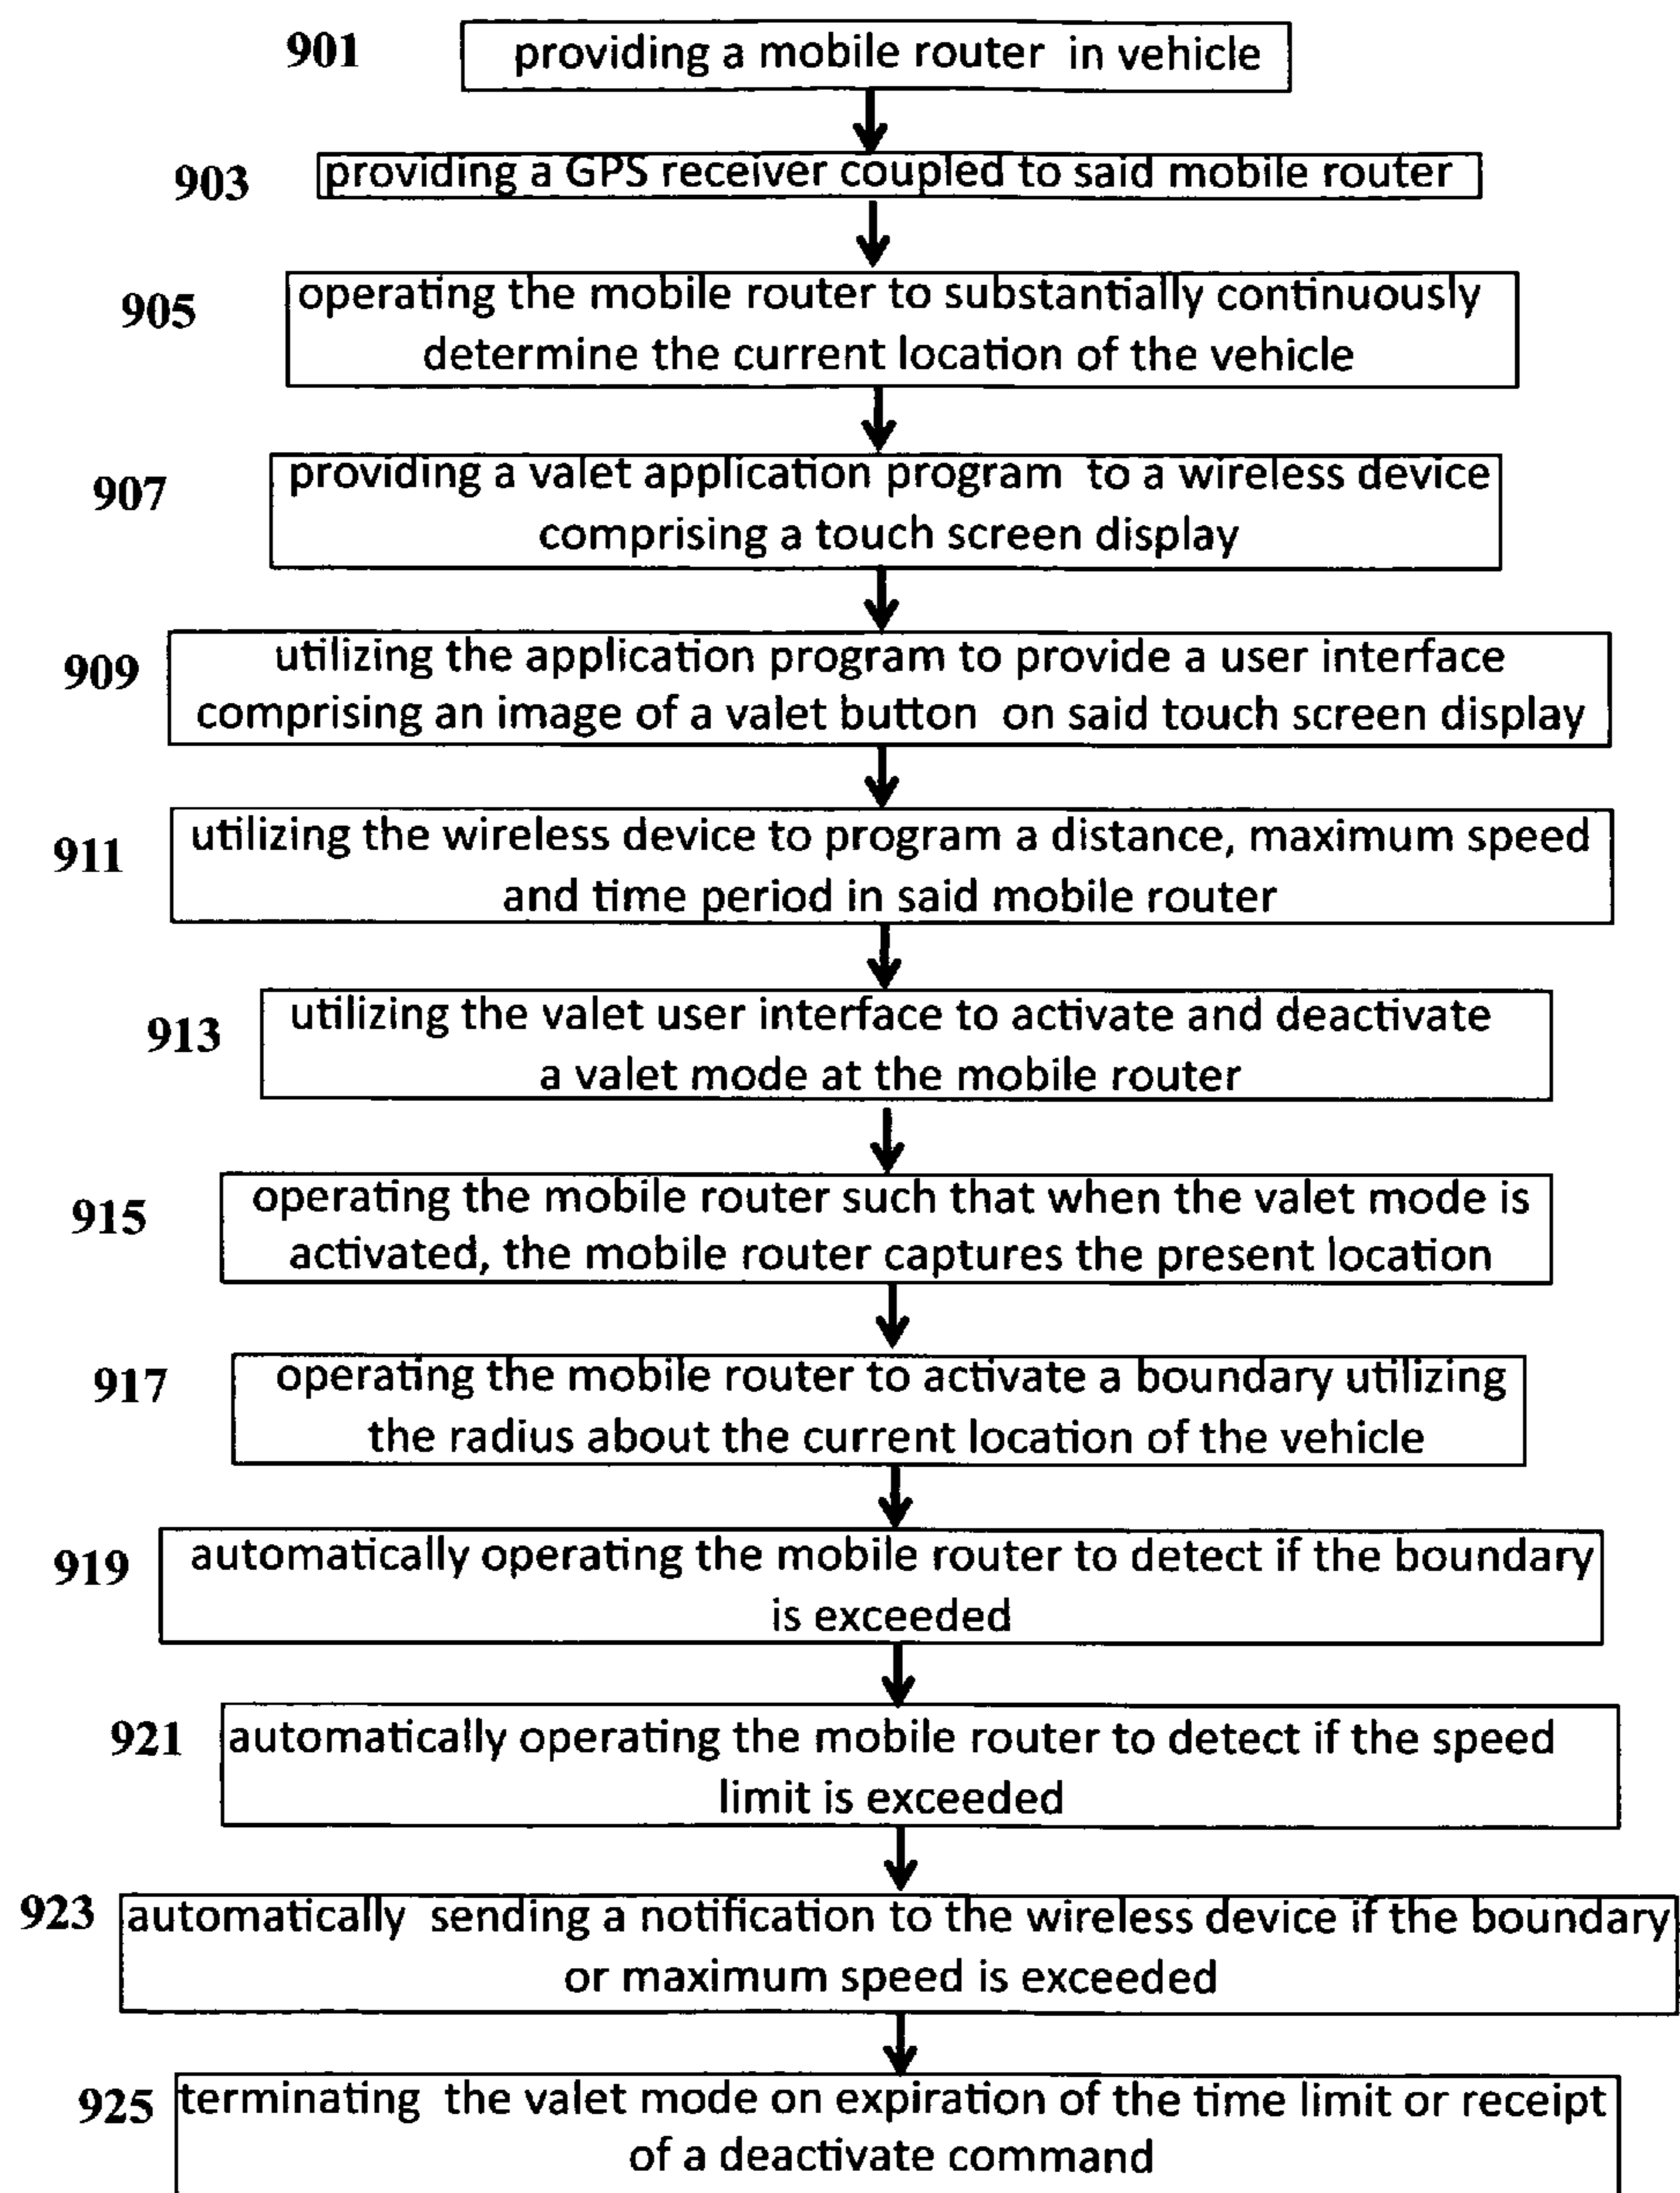 901 providing a mobile router in vehicle
903 providing a GPS receiver coupled to said mobile router
905 operating the mobile router to substantially continuously
determine the current location of the vehicle
907 providing a valet application program to a wireless device
comprising a touch screen display
909 utilizing the application program to provide a user interface
comprising an image of a valet button on said touch screen display
911 utilizing the wireless device to program a distance, maximum speed
and time period in said mobile router
913 utilizing the valet user interface to activate and deactivate
a valet mode at the mobile router
915 operating the mobile router such that when the valet mode is
activated, the mobile router captures the present location
917 operating the mobile router to activate a boundary utilizing
the radius about the current location of the vehicle
919 automatically operating the mobile router to detect if the boundary
is exceeded
921 automatically operating the mobile router to detect if the speed
limit is exceeded
923 automatically sending a notification to the wireless device if the boundary
or maximum speed is exceeded
925 terminating the valet mode on expiration of the time limit or receipt
of a deactivate command